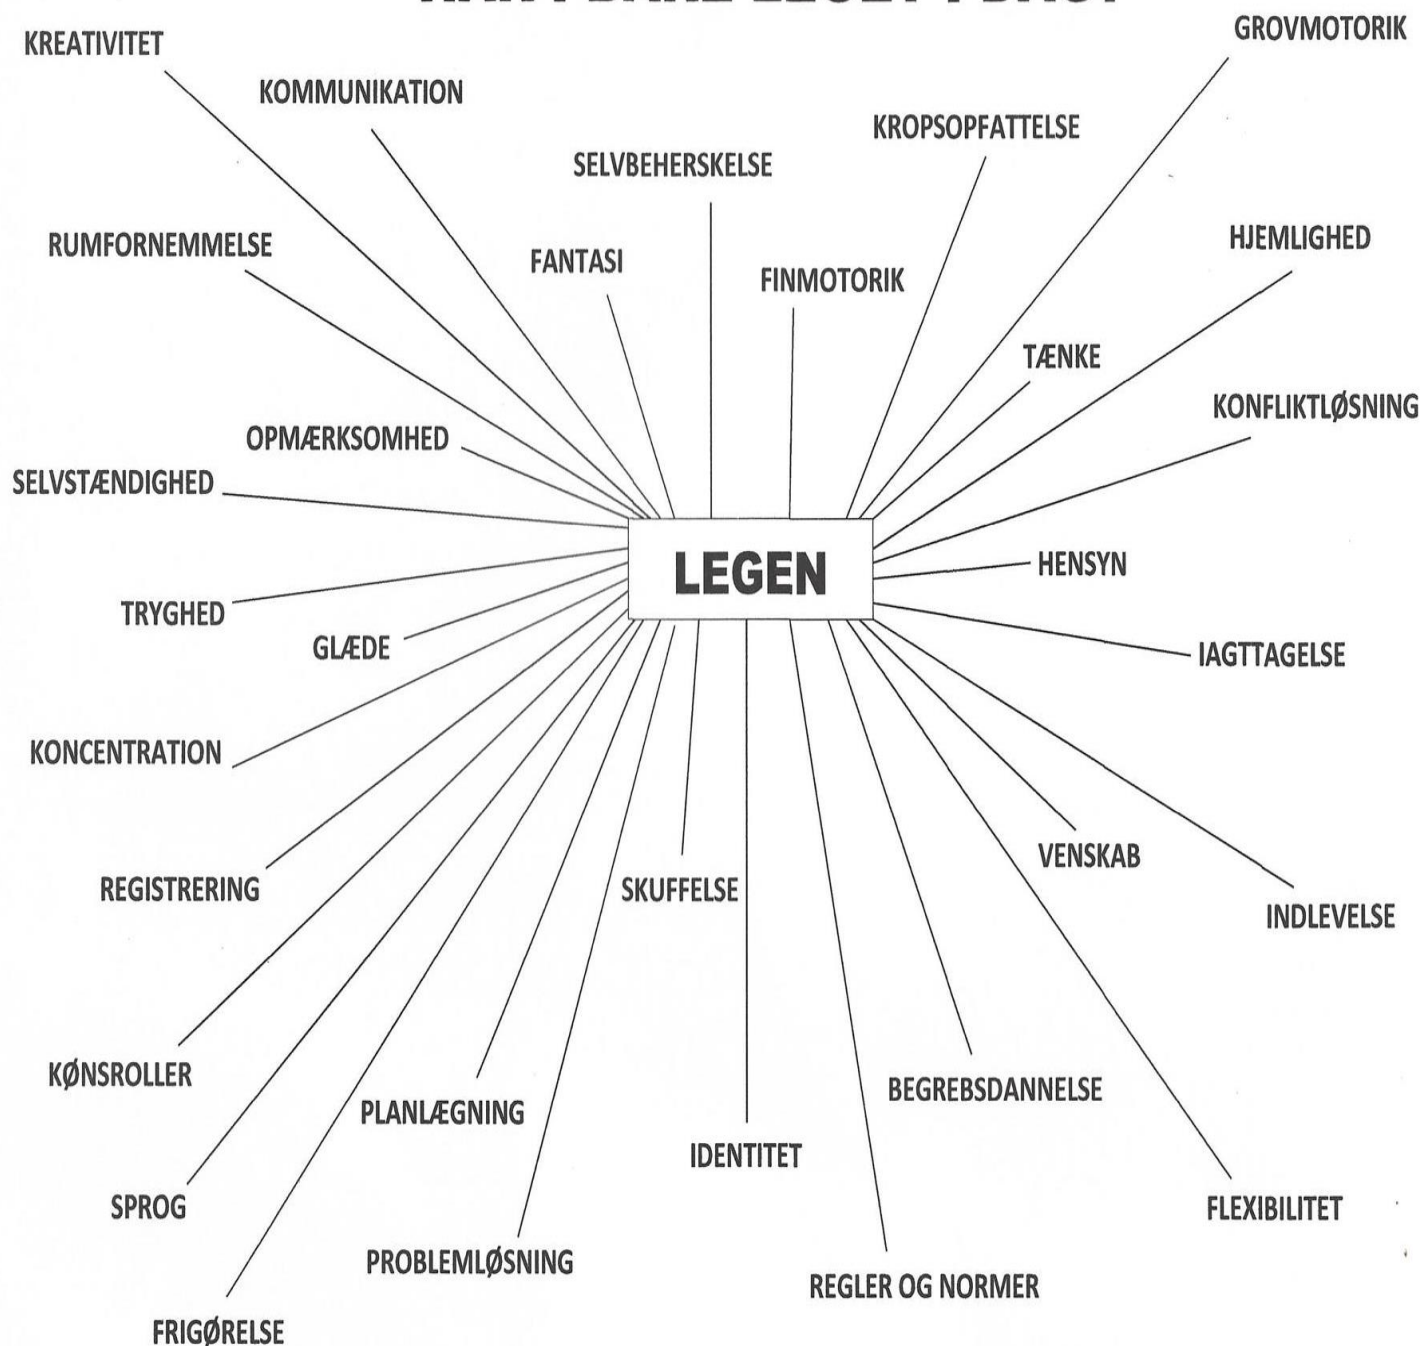 KREATIVITET
GROVMOTORIK
KOMMUNIKATION
KROPSOPFATTELSE
SELVBEHERSKELSE
RUMFORNEMMELSE
HJEMLIGHED
FANTASI
FINMOTORIK
TÆNKE
KONFLIKTLØSNING
OPMÆRKSOMHED
SELVSTÆNDIGHED
LEGEN
HENSYN
TRYGHED
GLÆDE
IAGTTAGELSE
KONCENTRATION
VENSKAB
REGISTRERING
SKUFFELSE
INDLEVELSE
KØNSROLLER
PLANLÆGNING
BEGREBSDANNELSE
IDENTITET
SPROG
FLEXIBILITET
PROBLEMLØSNING
REGLER OG NORMER
FRIGØRELSE